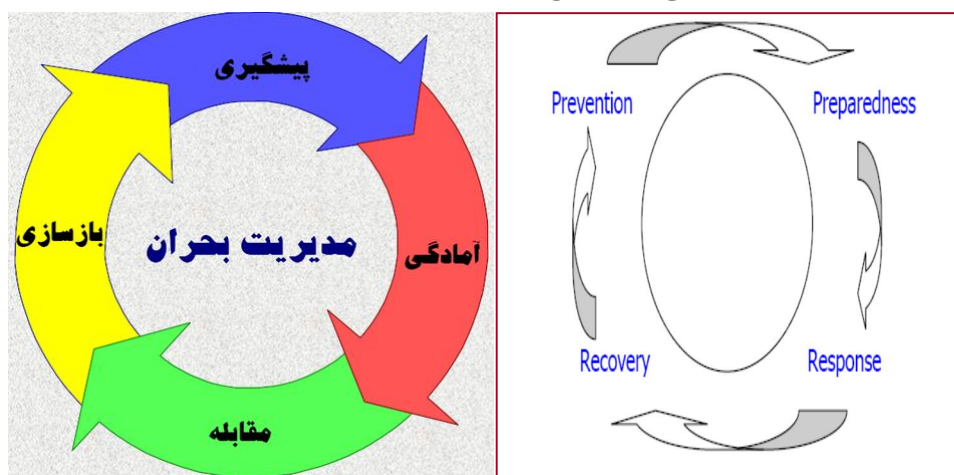 پیشگیری
آمادگی
مدیریت بحران
بازسازی
مقابله
Prevention
Preparedness
Recovery
Response